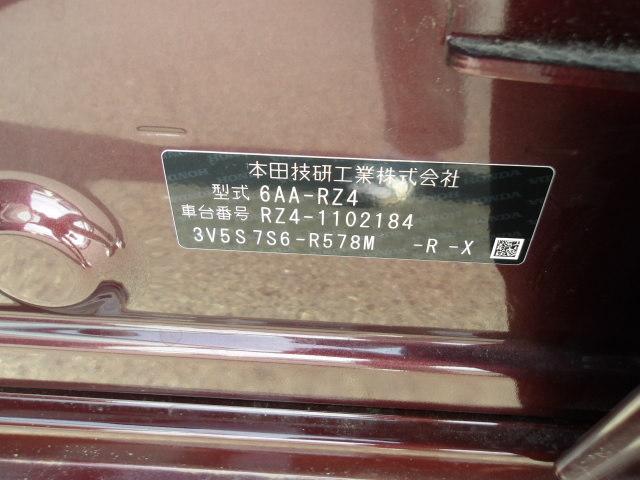 本田技研工業株式会社
型式 6AA-RZ4
車台番号 RZ4-1102184
3V5S7S6-R578M -R -X